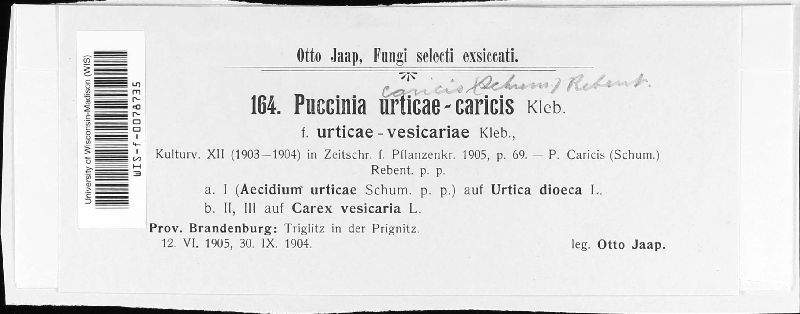 University of Wisconsin-Madison (WIS)
WIS-f-0078735
Otto Jaap, Fungi selecti exsiccati.
caricis (Schum) Rebent.
164. Puccinia urticae-caricis Kleb.
f. urticae-vesicariae Kleb.,
Kulturv. XII (1903—1904) in Zeitschr. f. Pflanzenkr. 1905, p. 69. — P. Caricis (Schum.)
Rebent. p. p.
a. I (Aecidium urticae Schum. p. p.) auf Urtica dioeca L.
b. II, III auf Carex vesicaria L.
Prov. Brandenburg: Triglitz in der Prignitz.
12. VI. 1905, 30. IX. 1904.
leg. Otto Jaap.